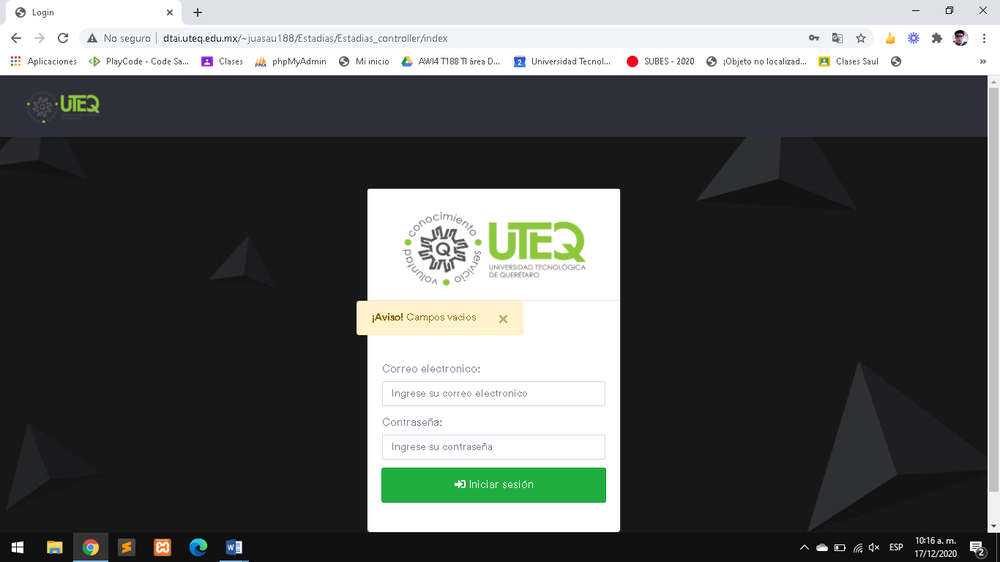 Login
No seguro
dtai.uteq.edu.mx/~juasau188/Estadias/Estadias_controller/index
Aplicaciones
PlayCode - Code Sa...
Clases
phpMyAdmin
Mi inicio
AWI4 T188 TI área D...
2
Universidad Tecnol...
SUBES - 2020
¡Objeto no localizad...
Clases Saul
»
UTEQ
conocimiento servicio voluntad
Q
UTEQ
UNIVERSIDAD TECNOLÓGICA
DE QUERÉTARO
¡Aviso! Campos vacios
×
Correo electronico:
Ingrese su correo electronico
Contraseña:
Ingrese su contraseña
Iniciar sesión
ESP
10:16 a. m.
17/12/2020
2